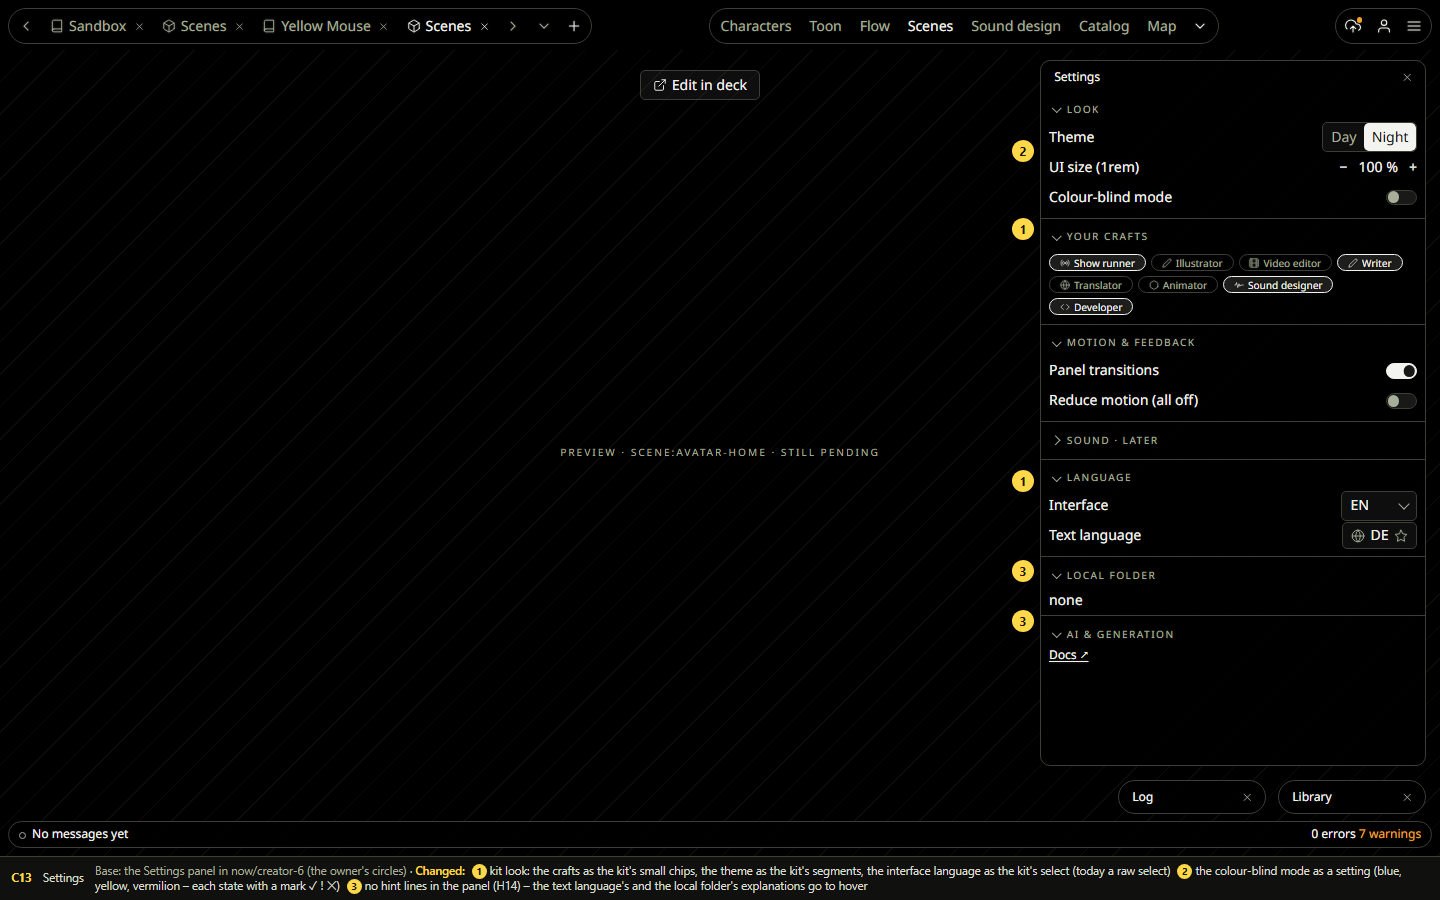 Sandbox Scenes Yellow Mouse Scenes
Characters Toon Flow Scenes Sound design Catalog Map
Edit in deck
PREVIEW · SCENE:AVATAR-HOME · STILL PENDING
Settings
LOOK
Theme Day Night
2
UI size (1rem) − 100 % +
Colour-blind mode
1
YOUR CRAFTS
Show runner Illustrator Video editor Writer
Translator Animator Sound designer
Developer
MOTION & FEEDBACK
Panel transitions
Reduce motion (all off)
SOUND · LATER
1
LANGUAGE
Interface EN
Text language DE
3
LOCAL FOLDER
none
3
AI & GENERATION
Docs ↗
Log Library
No messages yet 0 errors 7 warnings
C13 Settings
Base: the Settings panel in now/creator-6 (the owner's circles) · Changed: 1 kit look: the crafts as the kit's small chips, the theme as the kit's segments, the interface language as the kit's select (today a raw select) 2 the colour-blind mode as a setting (blue,
yellow, vermilion – each state with a mark ✓ ! ✕) 3 no hint lines in the panel (H14) – the text language's and the local folder's explanations go to hover